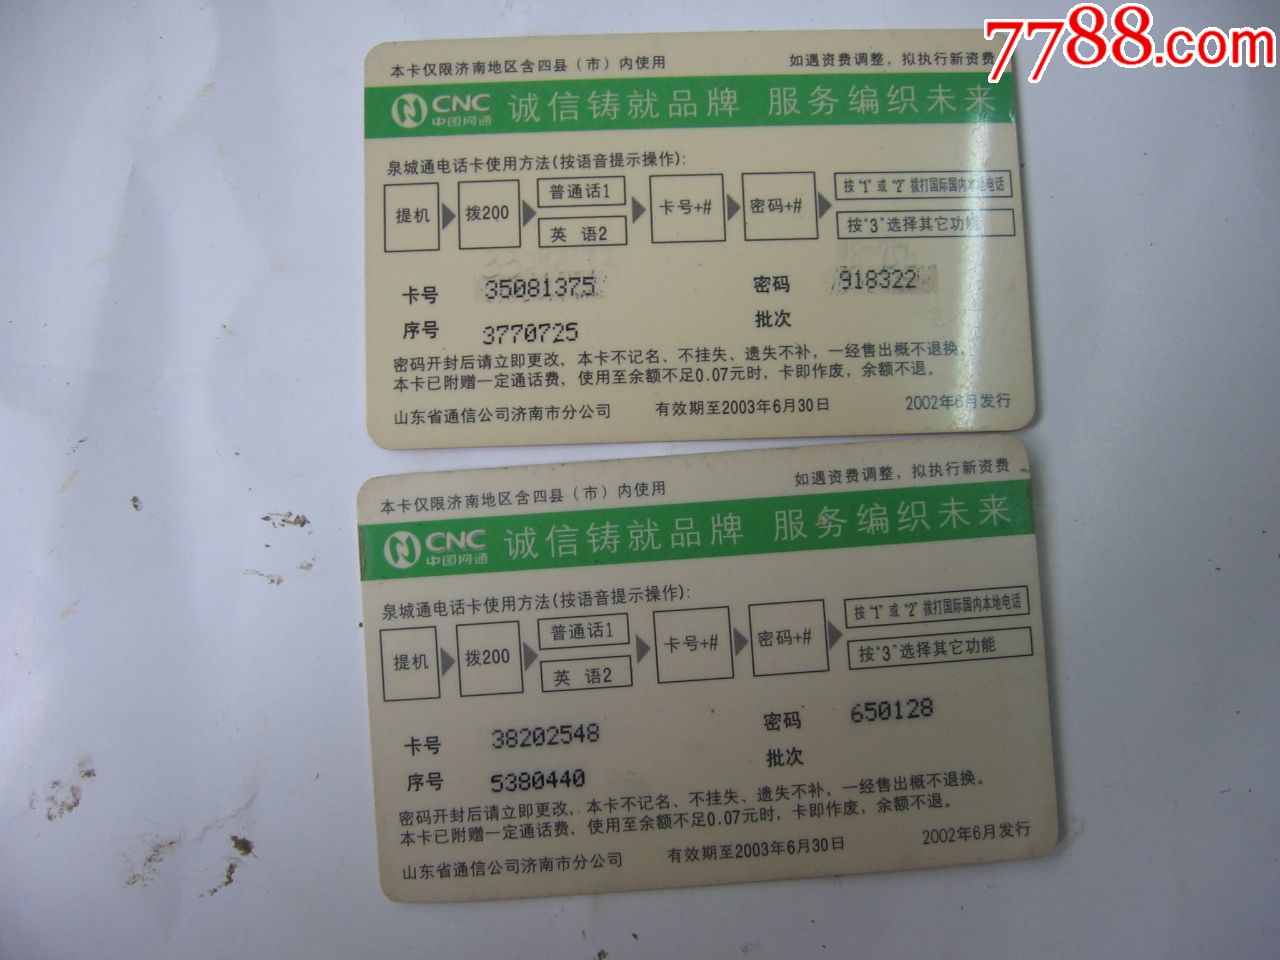 7788.com
本卡仅限济南地区含四县（市）内使用 如遇资费调整，拟执行新资费
CNC 中国网通 诚信铸就品牌 服务编织未来
泉城通电话卡使用方法(按语音提示操作):
提机 拨200 普通话1 英 语2 卡号+# 密码+# 按“1”或“2”拨打国际国内本地电话 按“3”选择其它功能
卡号 35081375 密码 918322
序号 3770725 批次
密码开封后请立即更改，本卡不记名、不挂失、遗失不补，一经售出概不退换。
本卡已附赠一定通话费，使用至余额不足0.07元时，卡即作废，余额不退。
山东省通信公司济南市分公司 有效期至2003年6月30日 2002年6月发行
本卡仅限济南地区含四县（市）内使用 如遇资费调整，拟执行新资费
CNC 中国网通 诚信铸就品牌 服务编织未来
泉城通电话卡使用方法(按语音提示操作):
提机 拨200 普通话1 英 语2 卡号+# 密码+# 按“1”或“2”拨打国际国内本地电话 按“3”选择其它功能
卡号 38202548 密码 650128
序号 5380440 批次
密码开封后请立即更改，本卡不记名、不挂失、遗失不补，一经售出概不退换。
本卡已附赠一定通话费，使用至余额不足0.07元时，卡即作废，余额不退。
山东省通信公司济南市分公司 有效期至2003年6月30日 2002年6月发行